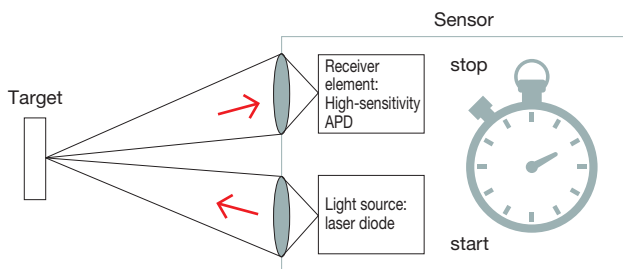 Sensor
Target
Receiver
element:
High-sensitivity
APD
stop
Light source:
laser diode
start